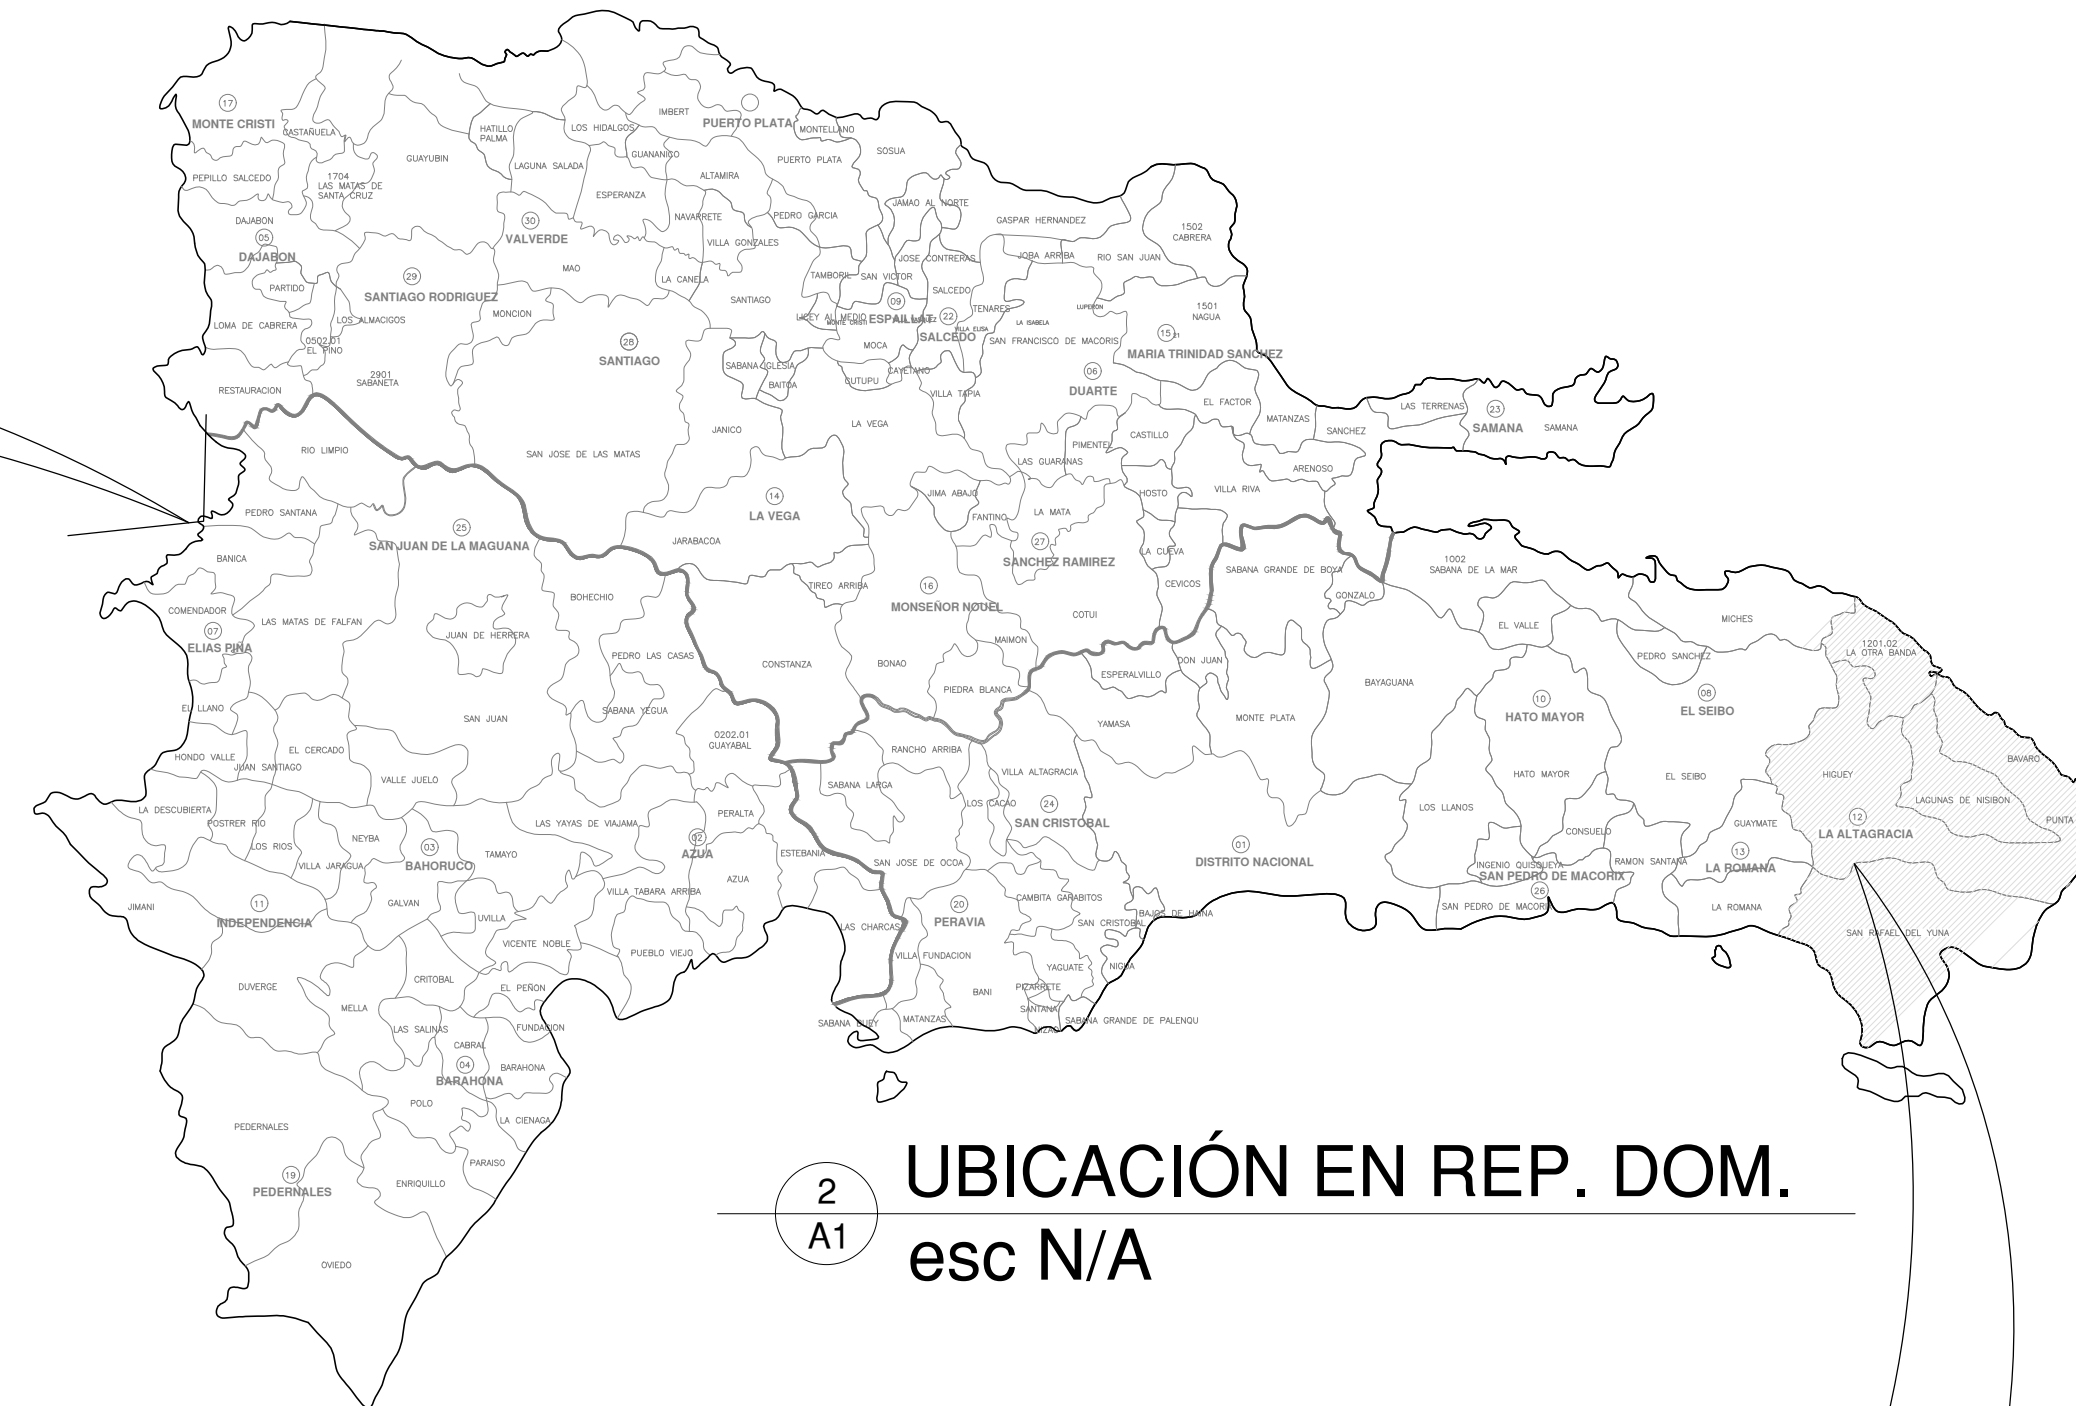 17
MONTE CRISTI
CASTAÑUELA
PEPILLO SALCEDO
1704
LAS MATAS DE
SANTA CRUZ
GUAYUBIN
HATILLO
PALMA
LAGUNA SALADA
LOS HIDALGOS
IMBERT
PUERTO PLATA
MONTELLANO
GUANANICO
PUERTO PLATA
SOSUA
ALTAMIRA
ESPERANZA
NAVARRETE
PEDRO GARCIA
JAMAO AL NORTE
GASPAR HERNANDEZ
1502
CABRERA
DAJABON
05
DAJABON
30
VALVERDE
VILLA GONZALES
MAO
LA CANELA
JOSE CONTRERAS
JOBA ARRIBA
RIO SAN JUAN
PARTIDO
29
SANTIAGO RODRIGUEZ
MONCION
SANTIAGO
TAMBORIL
SAN VICTOR
SALCEDO
TENARES
LUPERON
1501
NAGUA
LOMA DE CABRERA
LOS ALMACIGOS
0502.01
EL PINO
28
SANTIAGO
LICEY AL MEDIO
MONTE CRISTI
09
ESPAILLAT
22
SALCEDO
VILLA ELISA
LA ISABELA
SAN FRANCISCO DE MACORIS
15
21
MARIA TRINIDAD SANCHEZ
MOCA
CAYETANO
SABANA IGLESIA
BAITOA
CUTUPU
VILLA TAPIA
06
DUARTE
RESTAURACION
2901
SABANETA
EL FACTOR
MATANZAS
SANCHEZ
LAS TERRENAS
23
SAMANA
SAMANA
RIO LIMPIO
SAN JOSE DE LAS MATAS
JANICO
LA VEGA
PIMENTEL
CASTILLO
LAS GUARANAS
ARENOSO
HOSTO
VILLA RIVA
PEDRO SANTANA
14
LA VEGA
JIMA ABAJO
FANTINO
LA MATA
25
SAN JUAN DE LA MAGUANA
JARABACOA
27
SANCHEZ RAMIREZ
LA CUEVA
BANICA
TIREO ARRIBA
16
MONSEÑOR NOUEL
CEVICOS
SABANA GRANDE DE BOYA
GONZALO
1002
SABANA DE LA MAR
COMENDADOR
07
ELIAS PIÑA
LAS MATAS DE FALFAN
BOHECHIO
JUAN DE HERRERA
COTUI
EL VALLE
MICHES
PEDRO LAS CASAS
CONSTANZA
BONAO
MAIMON
PIEDRA BLANCA
ESPERALVILLO
DON JUAN
PEDRO SANCHEZ
1201.02
LA OTRA BANDA
BAYAGUANA
10
HATO MAYOR
08
EL SEIBO
EL LLANO
SAN JUAN
SABANA YEGUA
YAMASA
MONTE PLATA
HONDO VALLE
JUAN SANTIAGO
EL CERCADO
VALLE JUELO
0202.01
GUAYABAL
RANCHO ARRIBA
SABANA LARGA
VILLA ALTAGRACIA
HATO MAYOR
EL SEIBO
HIGUEY
BAVARO
LAGUNAS DE NISIBON
PUNTA
LA DESCUBIERTA
POSTRER RIO
LOS RIOS
NEYBA
VILLA JARAGUA
03
BAHORUCO
TAMAYO
LAS YAYAS DE VIAJAMA
PERALTA
02
AZUA
ESTEBANIA
LOS CACAO
24
SAN CRISTOBAL
01
DISTRITO NACIONAL
LOS LLANOS
CONSUELO
GUAYMATE
12
LA ALTAGRACIA
SAN JOSE DE OCOA
INGENIO QUISQUEYA
SAN PEDRO DE MACORIX
26
RAMON SANTANA
13
LA ROMANA
AZUA
JIMANI
11
INDEPENDENCIA
GALVAN
UVILLA
VILLA TABARA ARRIBA
CAMBITA GARABITOS
SAN PEDRO DE MACORIX
LA ROMANA
LAS CHARCAS
20
PERAVIA
SAN CRISTOBAL
BAJOS DE HAINA
SAN RAFAEL DEL YUNA
VICENTE NOBLE
PUEBLO VIEJO
VILLA FUNDACION
YAGUATE
NIGUA
DUVERGE
CRITOBAL
EL PEÑON
BANI
PIZARRETE
MELLA
SANTANA
LAS SALINAS
FUNDACION
SABANA BUEY
MATANZAS
NIZAO
SABANA GRANDE DE PALENQU
CABRAL
04
BARAHONA
BARAHONA
POLO
LA CIENAGA
PEDERNALES
PARAISO
19
PEDERNALES
ENRIQUILLO
OVIEDO
2
A1
UBICACIÓN EN REP. DOM.
esc N/A